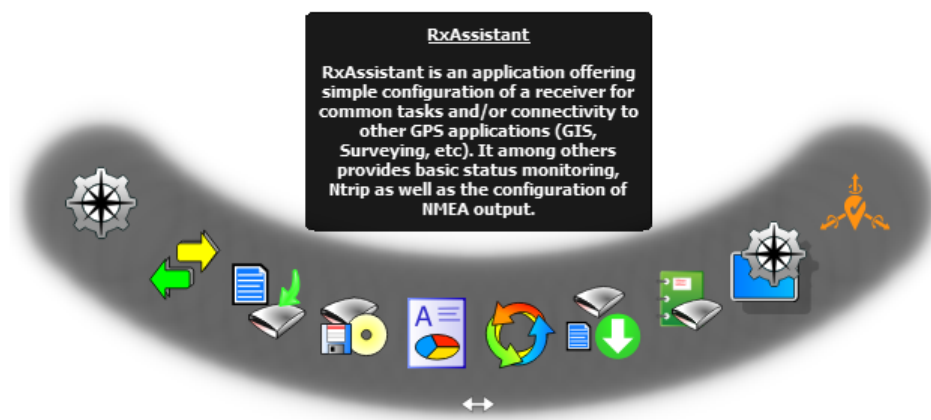 RxAssistant
RxAssistant is an application offering
simple configuration of a receiver for
common tasks and/or connectivity to
other GPS applications (GIS,
Surveying, etc). It among others
provides basic status monitoring,
Ntrip as well as the configuration of
NMEA output.
A